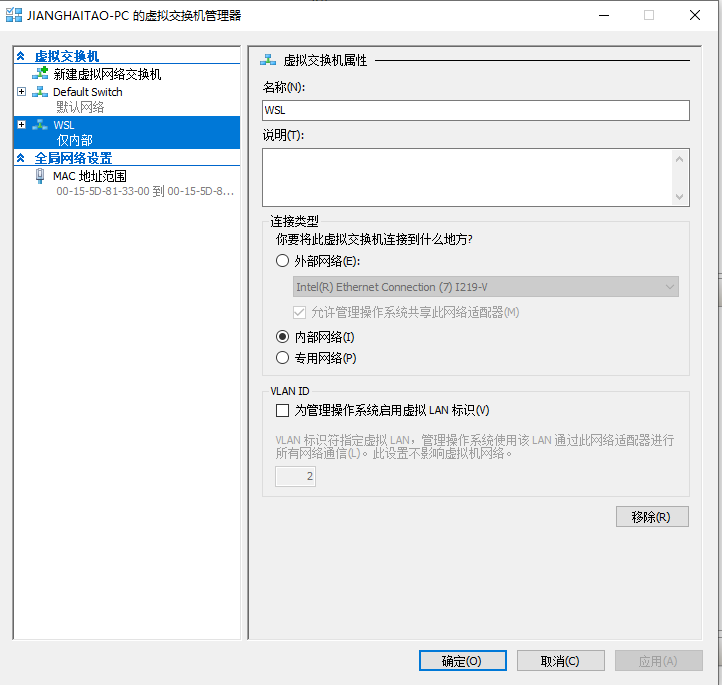 JIANGHAITAO-PC 的虚拟交换机管理器
虚拟交换机
新建虚拟网络交换机
Default Switch
默认网络
WSL
仅内部
全局网络设置
MAC 地址范围
00-15-5D-81-33-00 到 00-15-5D-8...
虚拟交换机属性
名称(N):
WSL
说明(T):
连接类型
你要将此虚拟交换机连接到什么地方?
外部网络(E):
Intel(R) Ethernet Connection (7) I219-V
允许管理操作系统共享此网络适配器(M)
内部网络(I)
专用网络(P)
VLAN ID
为管理操作系统启用虚拟 LAN 标识(V)
VLAN 标识符指定虚拟 LAN，管理操作系统使用该 LAN 通过此网络适配器进行
所有网络通信(L)。此设置不影响虚拟机网络。
2
移除(R)
确定(O)
取消(C)
应用(A)